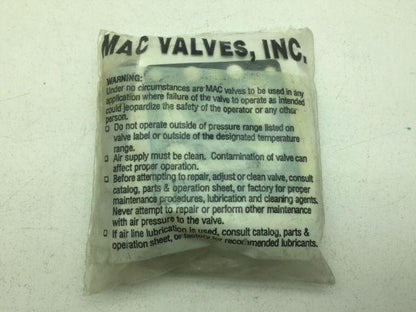 MAC VALVES, INC.
WARNING:
Under no circumstances are MAC valves to be used in any
application where failure of the valve to operate as intended
could jeopardize the safety of the operator or any other
person.
❑ Do not operate outside of pressure range listed on
valve label or outside of the designated temperature
range.
❑ Air supply must be clean. Contamination of valve can
affect proper operation.
❑ Before attempting to repair, adjust or clean valve, consult
catalog, parts & operation sheet, or factory for proper
maintenance prodedures, lubrication and cleaning agents.
Never attempt to repair or perform other maintenance
with air pressure to the valve.
❑ If air line lubrication is used, consult catalog, parts &
operation sheet, or factory for recommended lubricants.